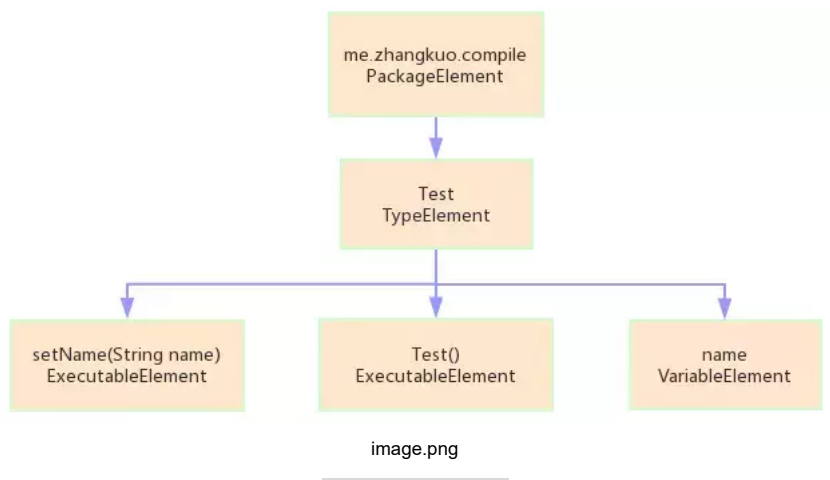 me.zhangkuo.compile
PackageElement
Test
TypeElement
setName(String name)
ExecutableElement
Test()
ExecutableElement
name
VariableElement
image.png